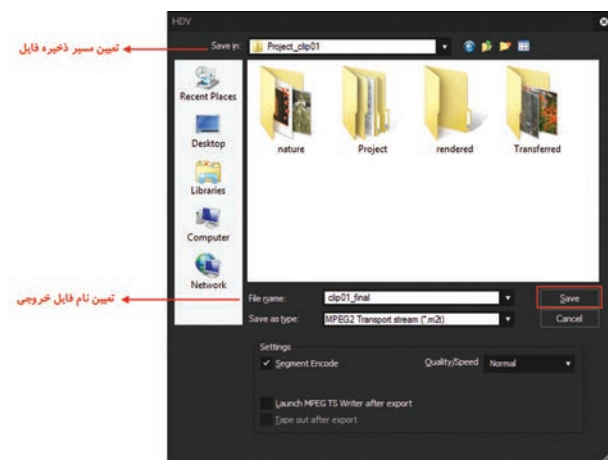 HDV
تعیین مسیر ذخیره فایل
Save in: Project_clip01
Recent Places
Desktop
Libraries
Computer
Network
nature Project rendered Transferred
تعیین نام فایل خروجی
File name: clip01_final Save
Save as type: MPEG2 Transport stream (*.m2t) Cancel
Settings
Segment Encode Quality/Speed Normal
Launch MPEG TS Writer after export
Tape out after export